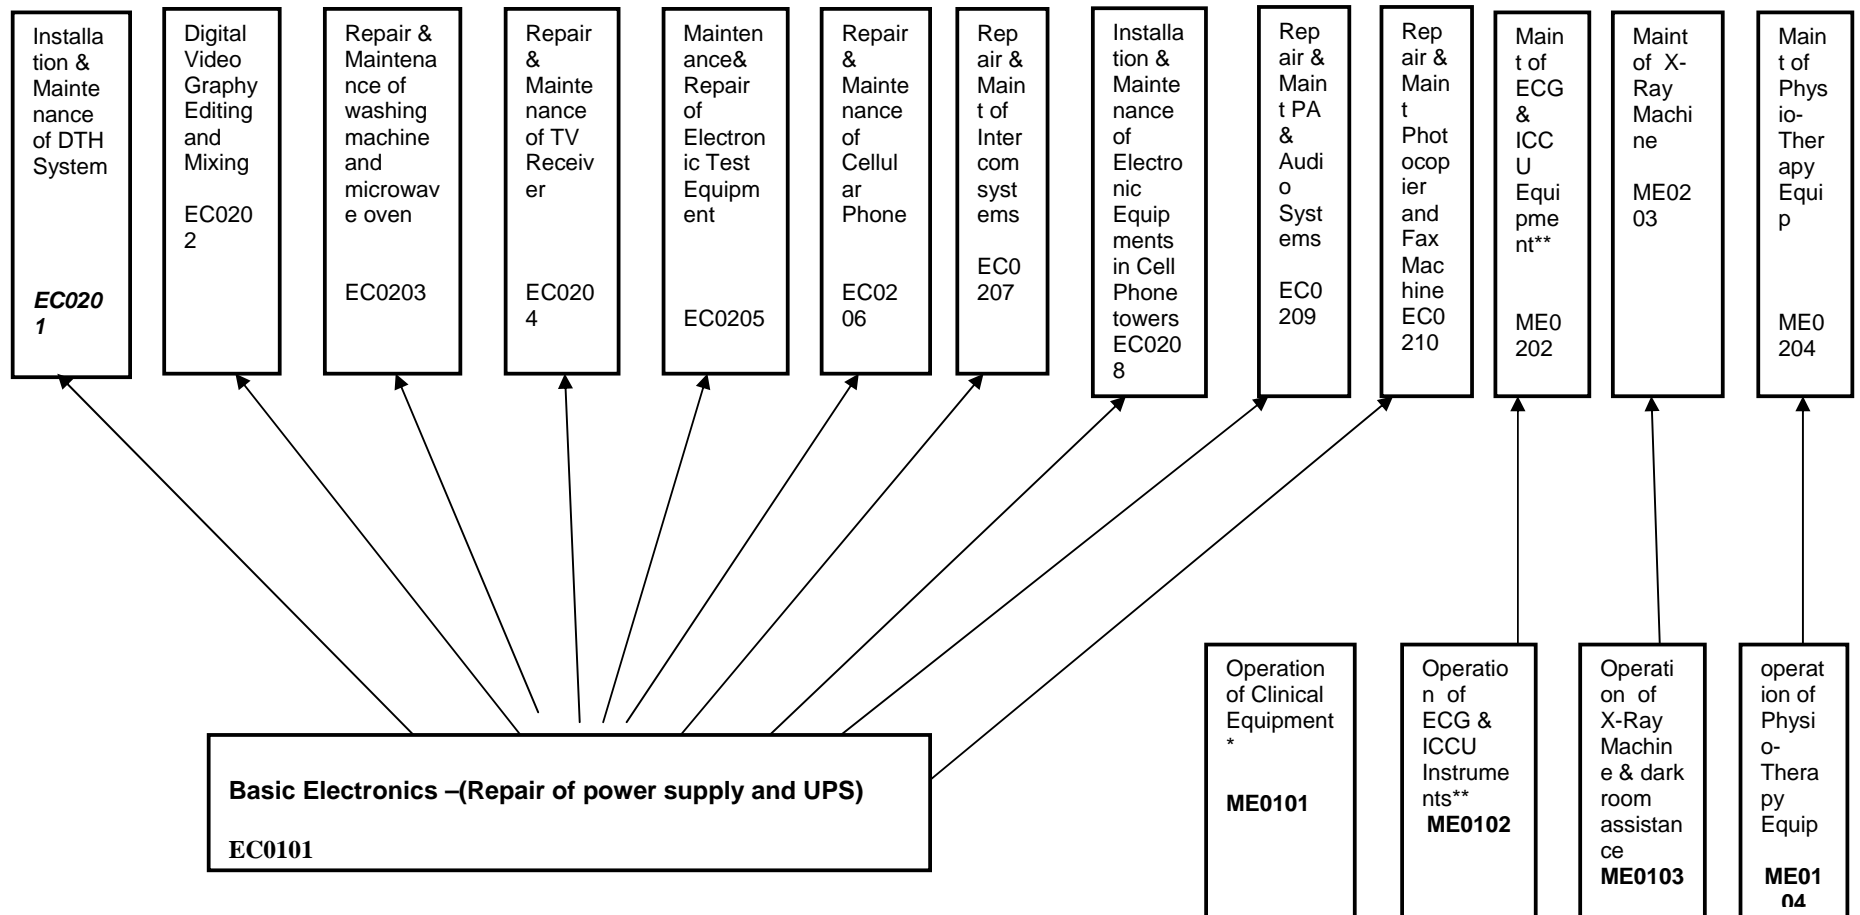 Installa
tion &
Mainte
nance
of DTH
System
EC020
1
Digital
Video
Graphy
Editing
and
Mixing
EC020
2
Repair &
Maintena
nce of
washing
machine
and
microwav
e oven
EC0203
Repair
&
Mainte
nance
of TV
Receiv
er
EC020
4
Mainten
ance&
Repair
of
Electron
ic Test
Equipm
ent
EC0205
Repair
&
Mainte
nance
of
Cellul
ar
Phone
EC02
06
Rep
air &
Main
t of
Inter
com
syst
ems
EC0
207
Installa
tion &
Mainte
nance
of
Electro
nic
Equip
ments
in Cell
Phone
towers
EC020
8
Rep
air &
Main
t PA
&
Audi
o
Syst
ems
EC0
209
Rep
air &
Main
t
Phot
ocop
ier
and
Fax
Mac
hine
EC0
210
Main
t of
ECG
&
ICC
U
Equi
pme
nt**
ME0
202
Maint
of X-
Ray
Machi
ne
ME02
03
Main
t of
Phys
io-
Ther
apy
Equi
p
ME0
204
Basic Electronics –(Repair of power supply and UPS)
EC0101
Operation
of Clinical
Equipment
*
ME0101
Operatio
n of
ECG &
ICCU
Instrume
nts**
ME0102
Operati
on of
X-Ray
Machin
e & dark
room
assistan
ce
ME0103
operat
ion of
Physi
o-
Thera
py
Equip
ME01
04